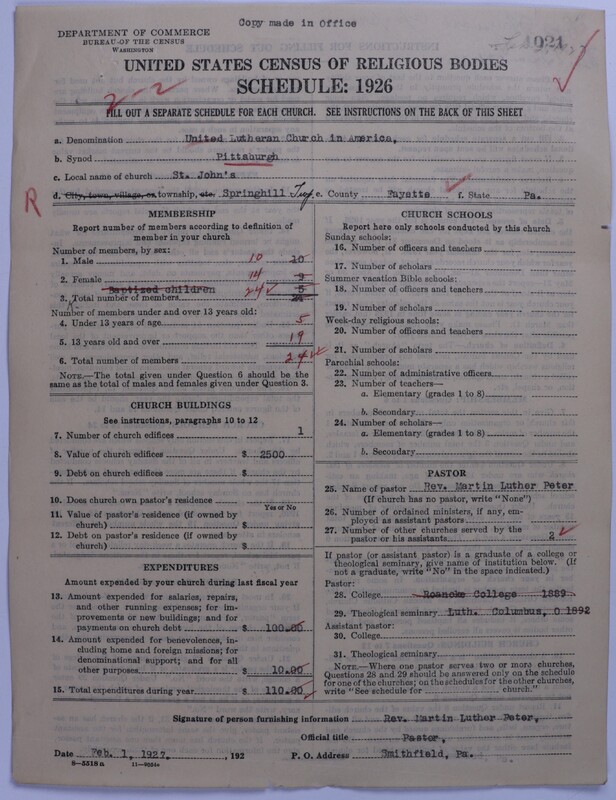 Copy made in Office
DEPARTMENT OF COMMERCE
BUREAU OF THE CENSUS
WASHINGTON
1921
UNITED STATES CENSUS OF RELIGIOUS BODIES
SCHEDULE: 1926
2-2
FILL OUT A SEPARATE SCHEDULE FOR EACH CHURCH. SEE INSTRUCTIONS ON THE BACK OF THIS SHEET
a. Denomination United Lutheran Church in America,
b. Synod Pittsburgh
c. Local name of church St. John's
R
d. City, town, village, or township, etc. Springhill Twp. e. County Fayette f. State Pa.
MEMBERSHIP
Report number of members according to definition of
member in your church
Number of members, by sex:
1. Male 10 10
2. Female 14 9
Baptized children 5
3. Total number of members 24 24
Number of members under and over 13 years old:
4. Under 13 years of age 5
5. 13 years old and over 19
6. Total number of members 24
NOTE.—The total given under Question 6 should be
the same as the total of males and females given under Question 3.
CHURCH BUILDINGS
See instructions, paragraphs 10 to 12
7. Number of church edifices 1
8. Value of church edifices $ 2500
9. Debt on church edifices $
10. Does church own pastor's residence
Yes or No
11. Value of pastor's residence (if owned by
church) $
12. Debt on pastor's residence (if owned by
church) $
EXPENDITURES
Amount expended by your church during last fiscal year
13. Amount expended for salaries, repairs,
and other running expenses; for im-
provements or new buildings; and for
payments on church debt $ 100.00
14. Amount expended for benevolences, in-
cluding home and foreign missions; for
denominational support; and for all
other purposes $ 10.00
15. Total expenditures during year $ 110.00
CHURCH SCHOOLS
Report here only schools conducted by this church
Sunday schools:
16. Number of officers and teachers
17. Number of scholars
Summer vacation Bible schools:
18. Number of officers and teachers
19. Number of scholars
Week-day religious schools:
20. Number of officers and teachers
21. Number of scholars
Parochial schools:
22. Number of administrative officers
23. Number of teachers—
a. Elementary (grades 1 to 8)
b. Secondary
24. Number of scholars—
a. Elementary (grades 1 to 8)
b. Secondary
PASTOR
25. Name of pastor Rev. Martin Luther Peter
(If church has no pastor, write "None")
26. Number of ordained ministers, if any, em-
ployed as assistant pastors
27. Number of other churches served by the
pastor or his assistants 2
If pastor (or assistant pastor) is a graduate of a college or
theological seminary, give name of institution below. (If
not a graduate, write "No" in the space indicated.)
Pastor:
28. College Roanoke College 1889
29. Theological seminary Luth. Columbus, O 1892
Assistant pastor:
30. College
31. Theological seminary
NOTE.—Where one pastor serves two or more churches,
Questions 28 and 29 should be answered only on the schedule
for one of the churches; on the schedules for the other churches,
write "See schedule for church."
Signature of person furnishing information Rev. Martin Luther Peter,
Official title Pastor,
Date Feb. 1, 1927, 192 P. O. Address Smithfield, Pa.
8-5518a